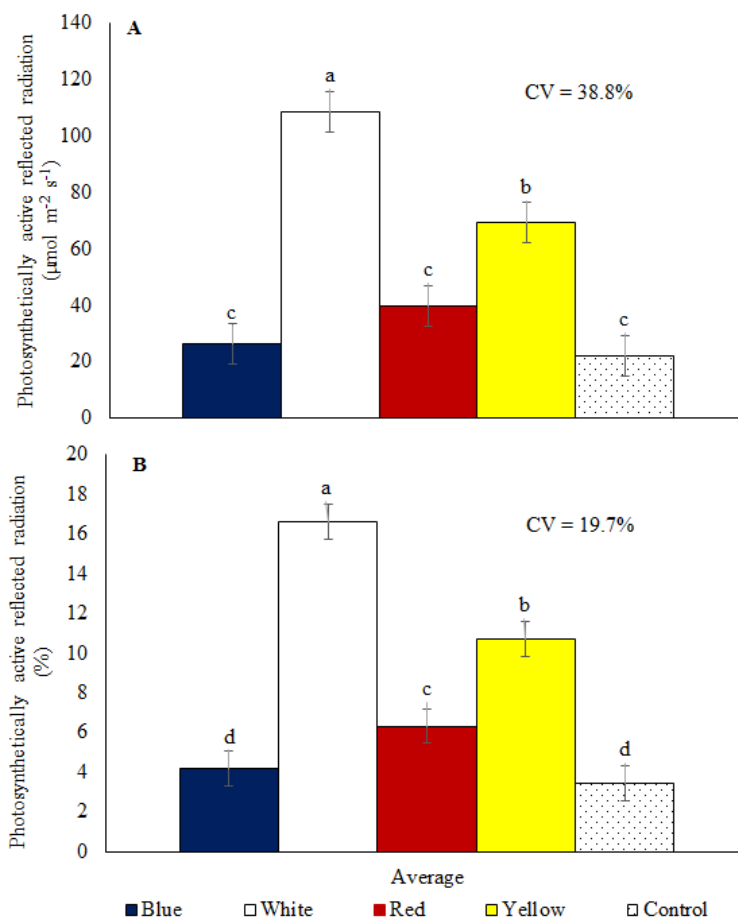 A
Photosynthetically active reflected radiation
(μmol m-2 s-1)
140
120
100
80
60
40
20
0
CV = 38.8%
c
a
c
b
c
B
Photosynthetically active reflected radiation
(%)
20
18
16
14
12
10
8
6
4
2
0
CV = 19.7%
d
a
c
b
d
Average
Blue White Red Yellow Control